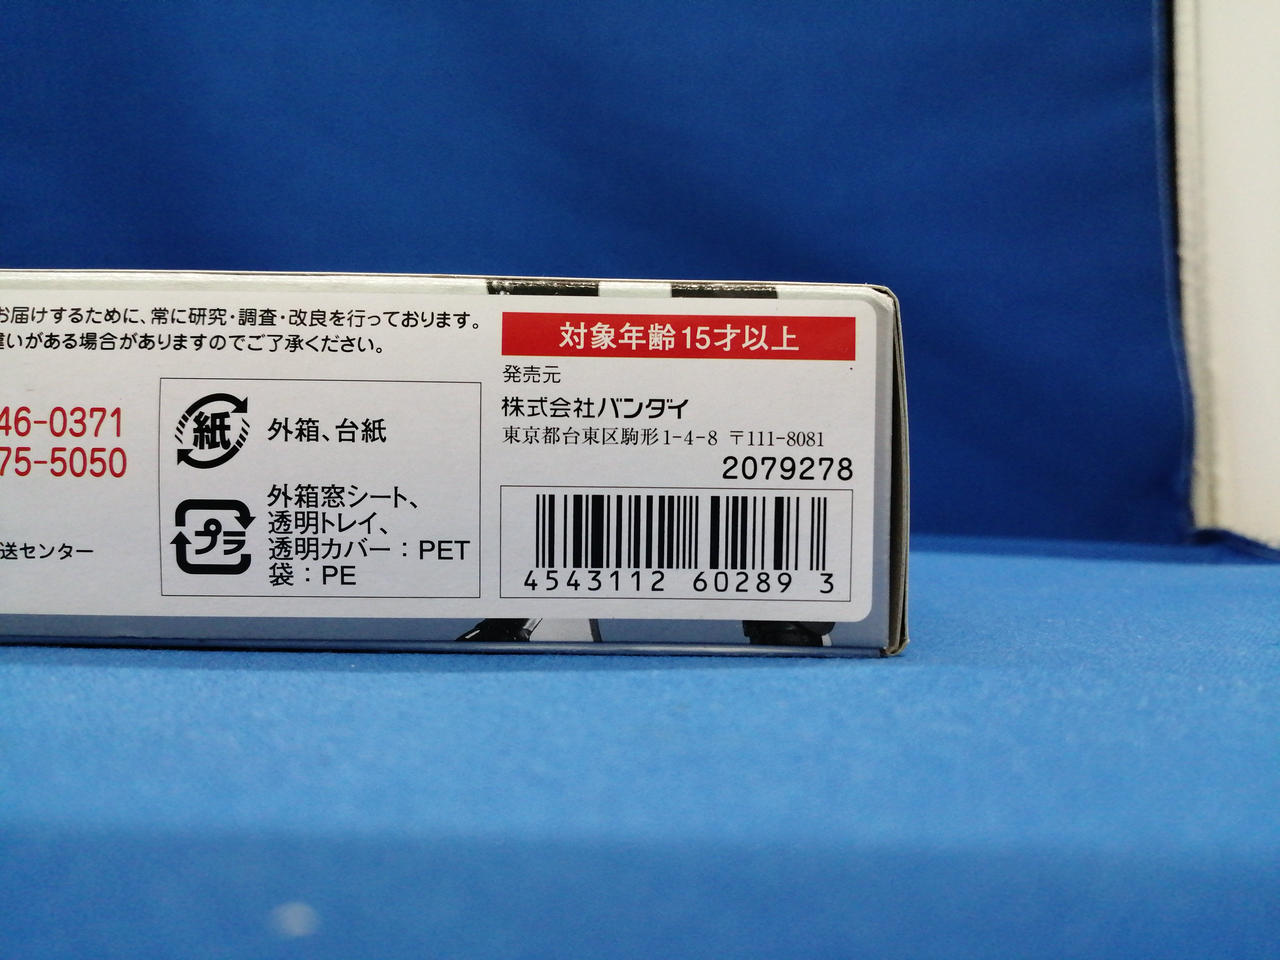 お届けするために、常に研究・調査・改良を行っております。
違いがある場合がありますのでご了承ください。
46-0371
75-5050
送センター
紙
外箱、台紙
プラ
外箱窓シート、
透明トレイ、
透明カバー：PET
袋：PE
対象年齢15才以上
発売元
株式会社バンダイ
東京都台東区駒形1-4-8 〒111-8081
2079278
4543112 60289 3